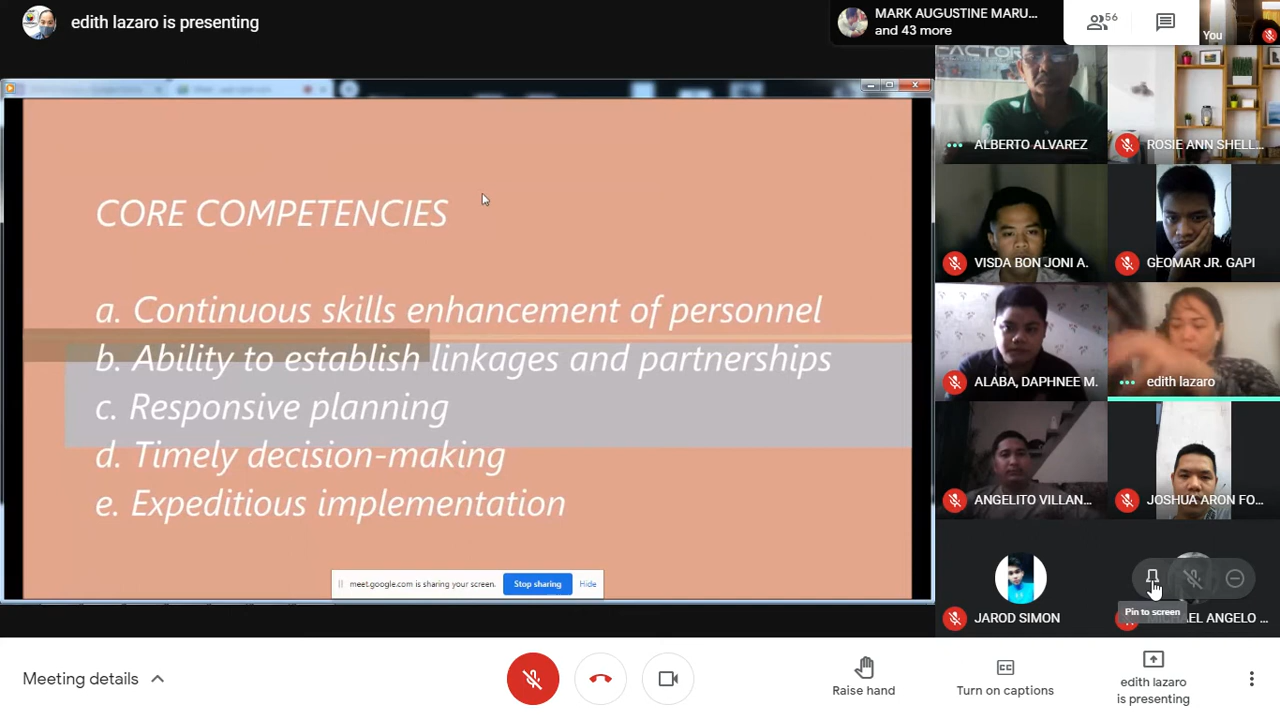 edith lazaro is presenting
MARK AUGUSTINE MARU...
and 43 more
56
You
CORE COMPETENCIES
a. Continuous skills enhancement of personnel
b. Ability to establish linkages and partnerships
c. Responsive planning
d. Timely decision-making
e. Expeditious implementation
meet.google.com is sharing your screen.
Stop sharing
Hide
FACTOR
ALBERTO ALVAREZ
ROSIE ANN SHELL...
VISDA BON JONI A.
GEOMAR JR. GAPI
ALABA, DAPHNEE M.
edith lazaro
ANGELITO VILLAN...
JOSHUA ARON FO...
JAROD SIMON
Pin to screen
ANGELO ...
Meeting details
Raise hand
CC
Turn on captions
edith lazaro
is presenting